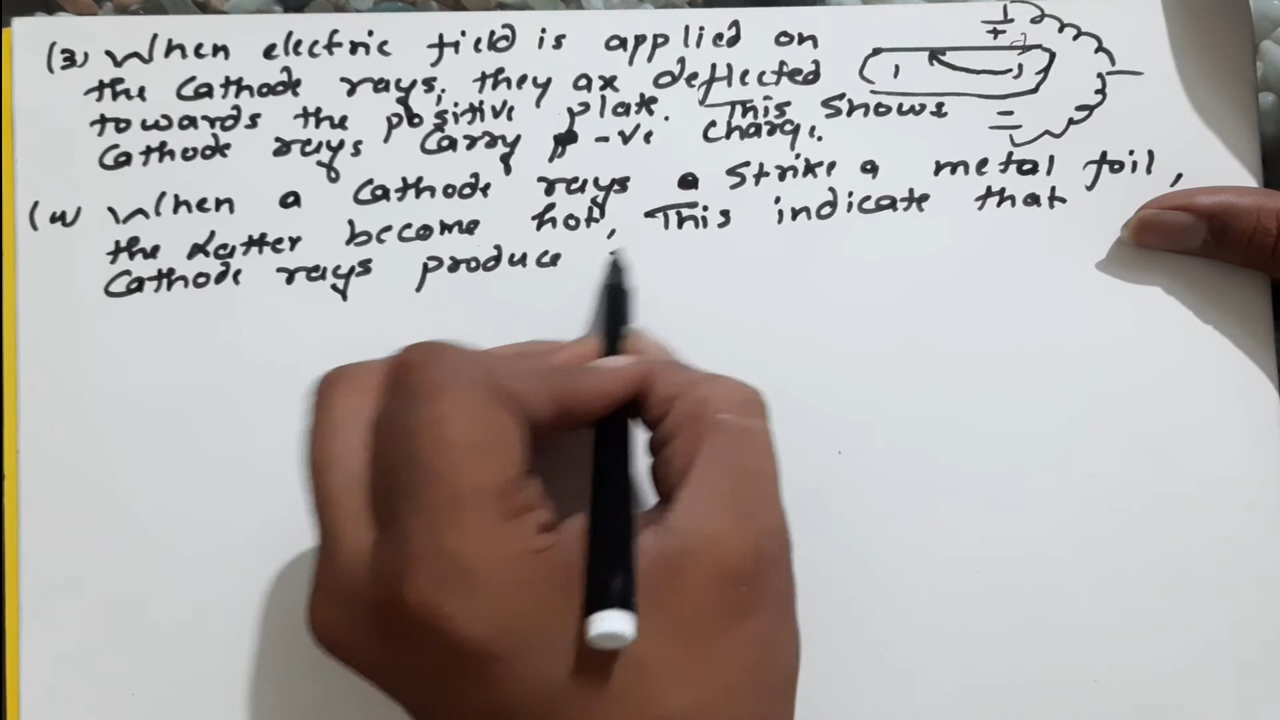 (3) When electric field is applied on
the Cathode rays, they ax deflected
towards the positive plate. This Shows
Cathode rays Carry -ve charge.
When a Cathode rays a Strike a metal foil,
the Latter become hot, This indicate that
Cathode rays produce